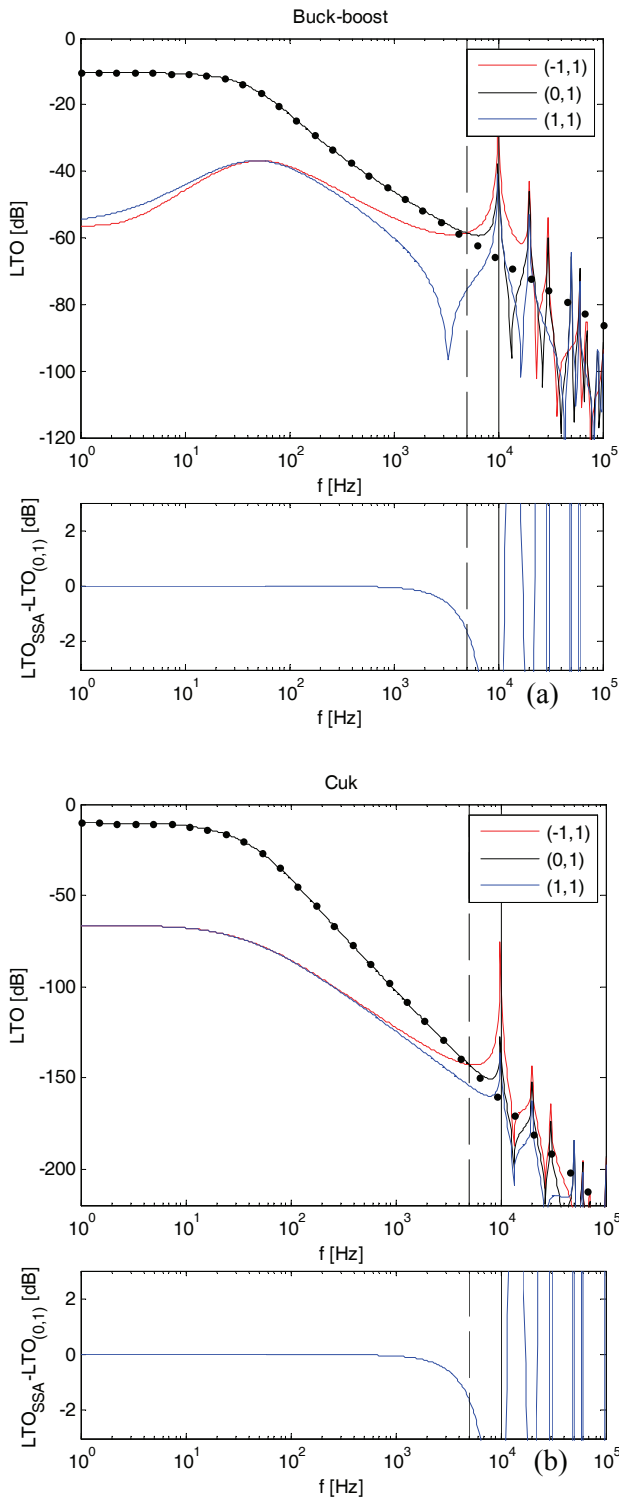 Buck-boost
0
-20
-40
-60
-80
-100
-120
LTO [dB]
(-1,1)
(0,1)
(1,1)
10^0 10^1 10^2 10^3 10^4 10^5
f [Hz]
2
0
-2
LTO_SSA-LTO_(0,1) [dB]
10^0 10^1 10^2 10^3 10^4 10^5
f [Hz]
(a)
Cuk
0
-50
-100
-150
-200
LTO [dB]
(-1,1)
(0,1)
(1,1)
10^0 10^1 10^2 10^3 10^4 10^5
f [Hz]
2
0
-2
LTO_SSA-LTO_(0,1) [dB]
10^0 10^1 10^2 10^3 10^4 10^5
f [Hz]
(b)